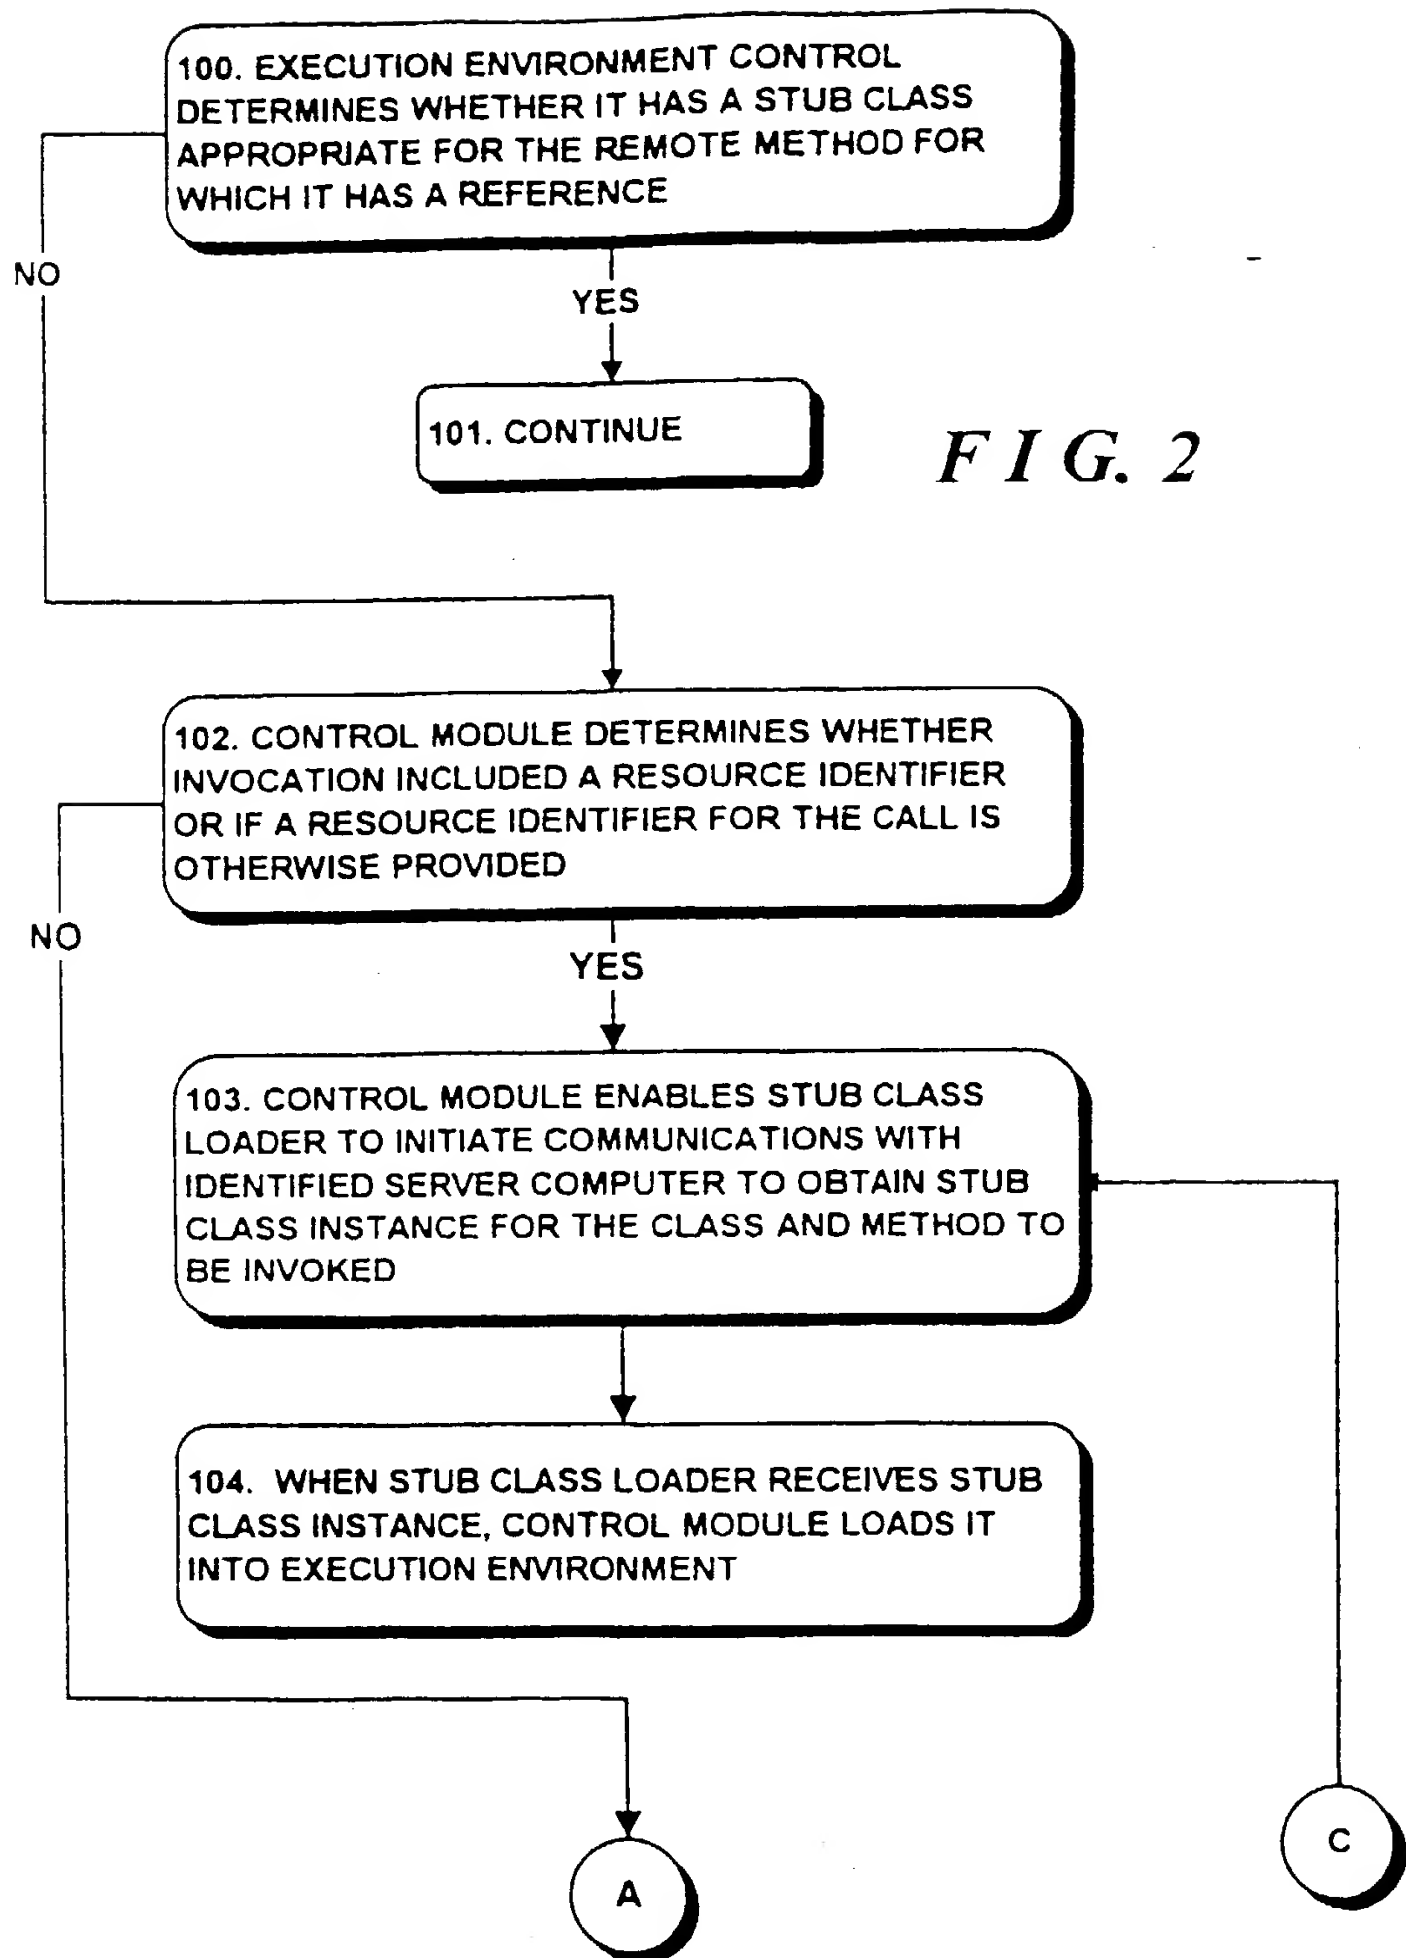 100. EXECUTION ENVIRONMENT CONTROL
DETERMINES WHETHER IT HAS A STUB CLASS
APPROPRIATE FOR THE REMOTE METHOD FOR
WHICH IT HAS A REFERENCE
NO
YES
101. CONTINUE
FIG. 2
102. CONTROL MODULE DETERMINES WHETHER
INVOCATION INCLUDED A RESOURCE IDENTIFIER
OR IF A RESOURCE IDENTIFIER FOR THE CALL IS
OTHERWISE PROVIDED
NO
YES
103. CONTROL MODULE ENABLES STUB CLASS
LOADER TO INITIATE COMMUNICATIONS WITH
IDENTIFIED SERVER COMPUTER TO OBTAIN STUB
CLASS INSTANCE FOR THE CLASS AND METHOD TO
BE INVOKED
104. WHEN STUB CLASS LOADER RECEIVES STUB
CLASS INSTANCE, CONTROL MODULE LOADS IT
INTO EXECUTION ENVIRONMENT
C
A